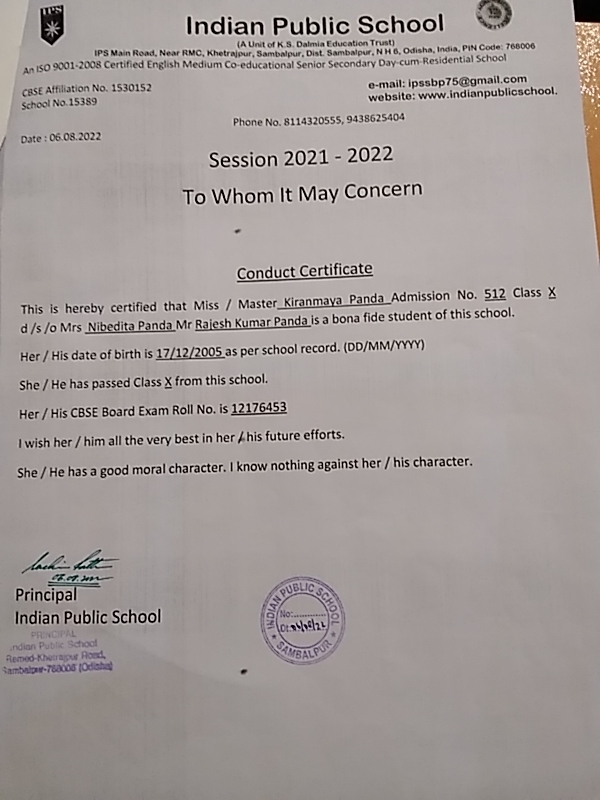 IPS
Indian Public School
(A Unit of K.S. Dalmia Education Trust)
IPS Main Road, Near RMC, Khetrajpur, Sambalpur, Dist. Sambalpur, N H 6, Odisha, India, PIN Code: 768006
An ISO 9001-2008 Certified English Medium Co-educational Senior Secondary Day-cum-Residential School
CBSE Affiliation No. 1530152
School No.15389
e-mail: ipssbp75@gmail.com
website: www.indianpublicschool.
Phone No. 8114320555, 9438625404
Date : 06.08.2022
Session 2021 - 2022
To Whom It May Concern
Conduct Certificate
This is hereby certified that Miss / Master Kiranmaya Panda Admission No. 512 Class X
d /s /o Mrs Nibedita Panda Mr Rajesh Kumar Panda is a bona fide student of this school.
Her / His date of birth is 17/12/2005 as per school record. (DD/MM/YYYY)
She / He has passed Class X from this school.
Her / His CBSE Board Exam Roll No. is 12176453
I wish her / him all the very best in her / his future efforts.
She / He has a good moral character. I know nothing against her / his character.
Principal
Indian Public School
PRINCIPAL
Indian Public School
Remed-Khetrajpur Road,
Sambalpur-768006 (Odisha)
INDIAN PUBLIC SCHOOL
No:
Dt.
SAMBALPUR